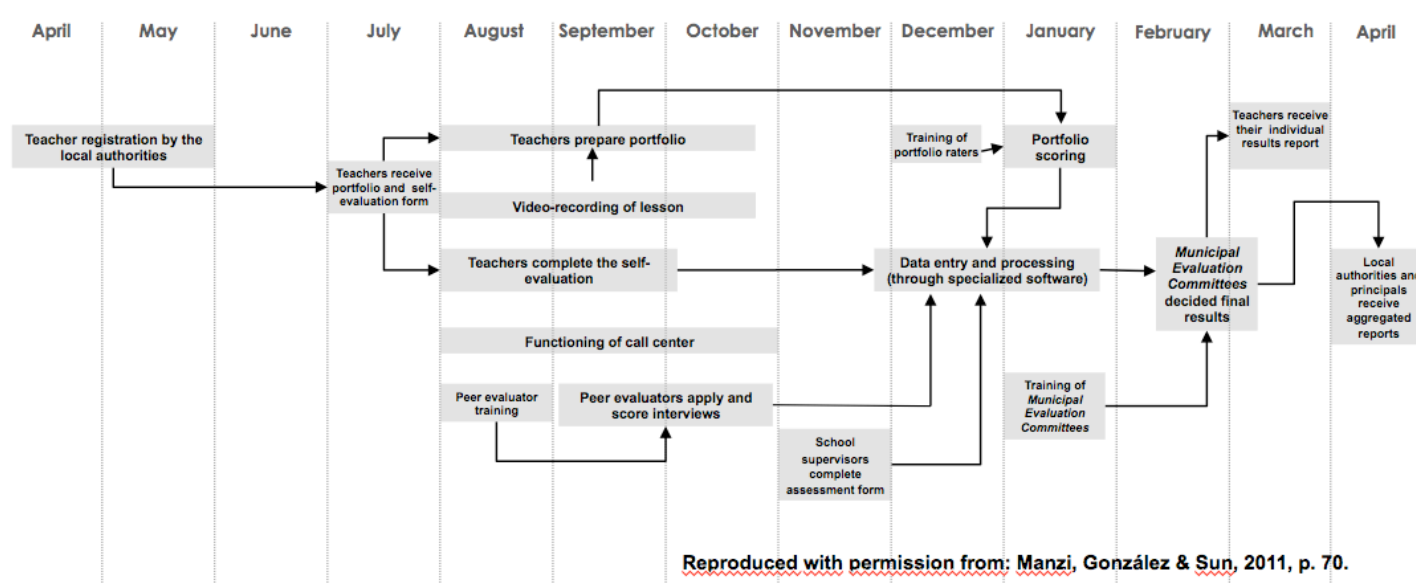 April May June July August September October November December January February March April
Teacher registration by the
local authorities
Teachers receive
portfolio and self-
evaluation form
Teachers prepare portfolio
Video-recording of lesson
Teachers complete the self-
evaluation
Functioning of call center
Peer evaluator
training
Peer evaluators apply and
score interviews
School
supervisors
complete
assessment form
Training of
portfolio raters
Portfolio
scoring
Data entry and processing
(through specialized software)
Training of
Municipal
Evaluation
Committees
Municipal
Evaluation
Committees
decided final
results
Teachers receive
their individual
results report
Local
authorities and
principals
receive
aggregated
reports
Reproduced with permission from: Manzi, González & Sun, 2011, p. 70.